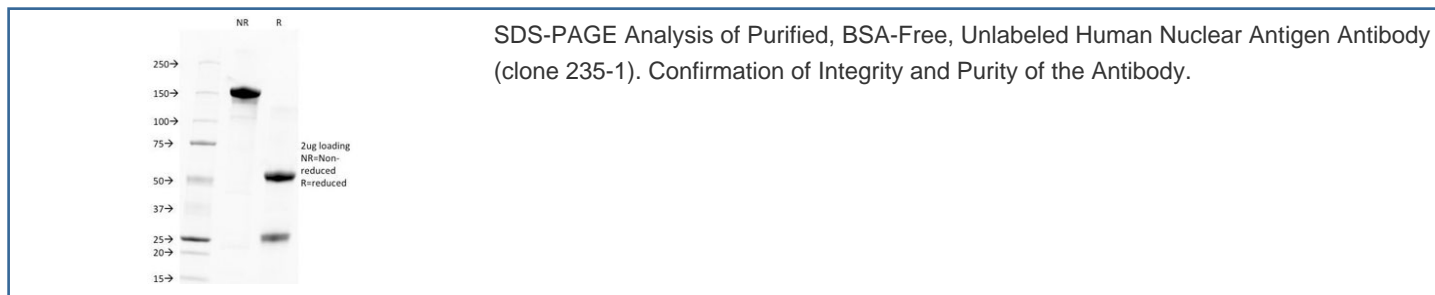 NR R
250→
150→
100→
75→
50→
37→
25→
20→
15→
2ug loading
NR=Non-
reduced
R=reduced
SDS-PAGE Analysis of Purified, BSA-Free, Unlabeled Human Nuclear Antigen Antibody
(clone 235-1). Confirmation of Integrity and Purity of the Antibody.